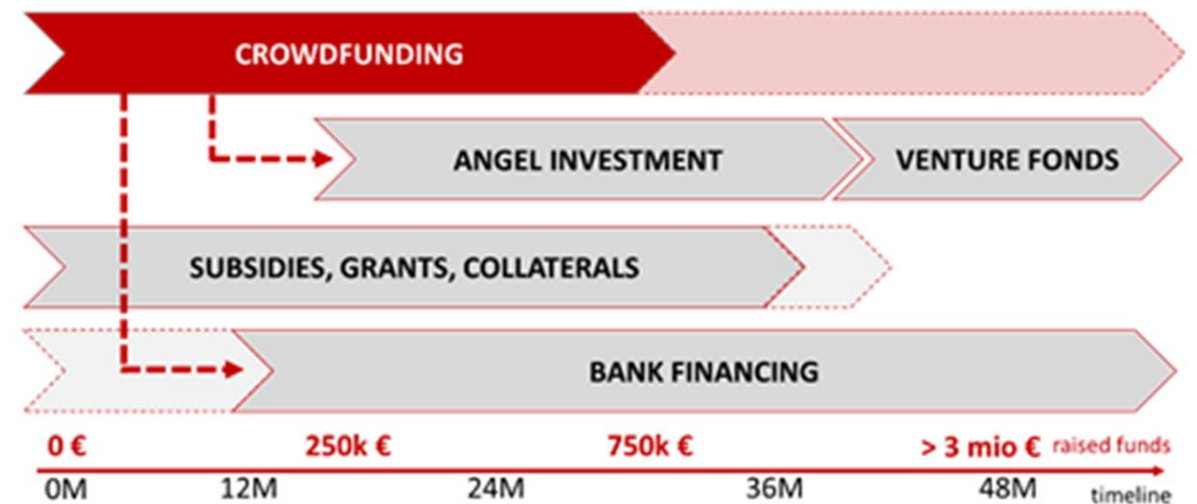 CROWDFUNDING
ANGEL INVESTMENT VENTURE FONDS
SUBSIDIES, GRANTS, COLLATERALS
BANK FINANCING
0 € 250k € 750k € > 3 mio € raised funds
0M 12M 24M 36M 48M timeline